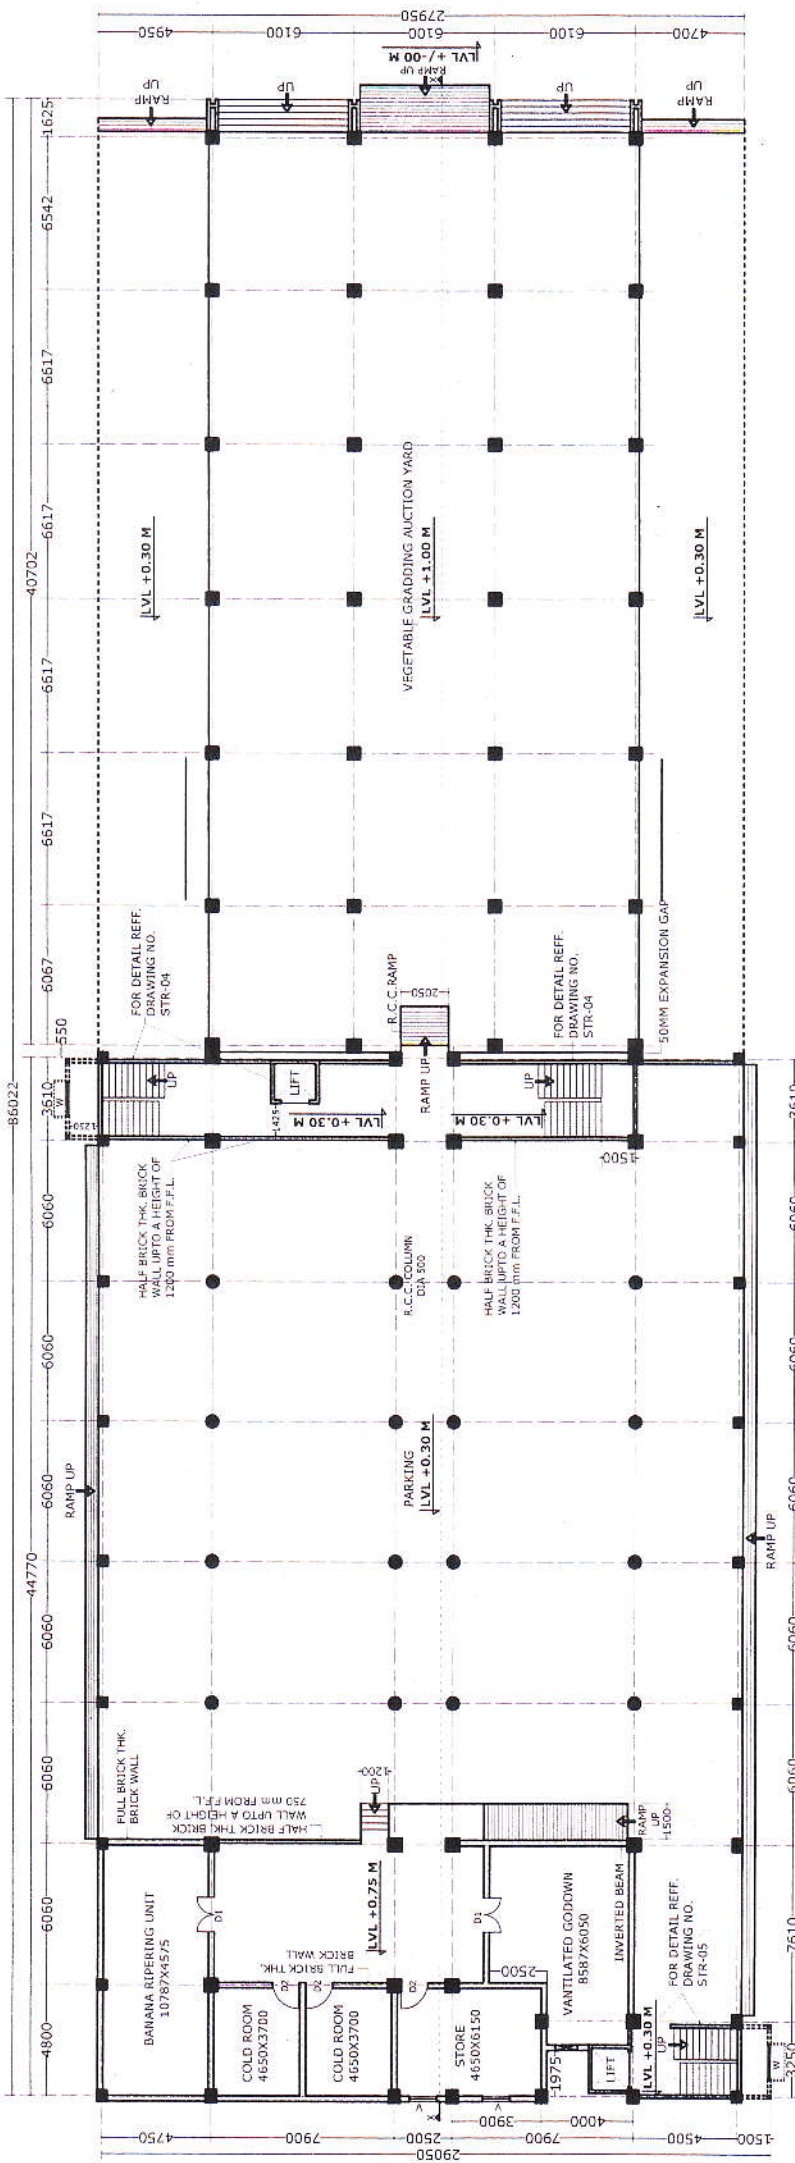 27950
4950
6100
6100
6100
4700
LVL +/-00 M
RAMP UP
X
RAMP
UP
UP
UP
RAMP
UP
86022
40702
1625
6542
6617
6617
6617
6617
6067
550
LVL +0.30 M
VEGETABLE GRADDING AUCTION YARD
LVL +1.00 M
LVL +0.30 M
FOR DETAIL REFF.
DRAWING NO.
STR-04
R.C.C.RAMP
2050
FOR DETAIL REFF.
DRAWING NO.
STR-04
50MM EXPANSION GAP
3610
W
1250
UP
LIFT
1425
LVL +0.30 M
RAMP UP
LVL +0.30 M
UP
1500
3610
HALF BRICK THK. BRICK
WALL UPTO A HEIGHT OF
1200 mm FROM F.F.L.
R.C.C. COLUMN
DIA 500
HALF BRICK THK. BRICK
WALL UPTO A HEIGHT OF
1200 mm FROM F.F.L.
44770
6060
6060
6060
6060
6060
6060
4800
RAMP UP
PARKING
LVL +0.30 M
RAMP UP
6060
6060
6060
6060
6060
7610
3250
FULL BRICK THK.
BRICK WALL
HALF BRICK THK. BRICK
WALL UPTO A HEIGHT OF
750 mm FROM F.F.L.
1200
UP
RAMP
UP
1500
BANANA RIPERING UNIT
10787X4575
D1
LVL +0.75 M
FULL BRICK THK.
BRICK WALL
D1
VANTILATED GODOWN
8587X6050
INVERTED BEAM
2500
D2
D2
D2
COLD ROOM
4650X3700
COLD ROOM
4650X3700
STORE
4650X6150
1975
LIFT
LVL +0.30 M
UP
FOR DETAIL REFF.
DRAWING NO.
STR-05
W
X
3900
4000
4750
7900
2500
7900
4500
1500
29050